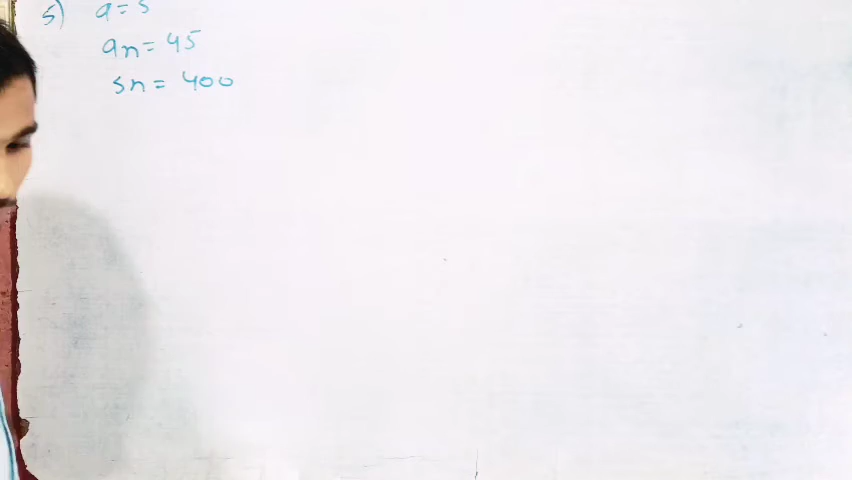 5) a = 5
an = 45
sn = 400